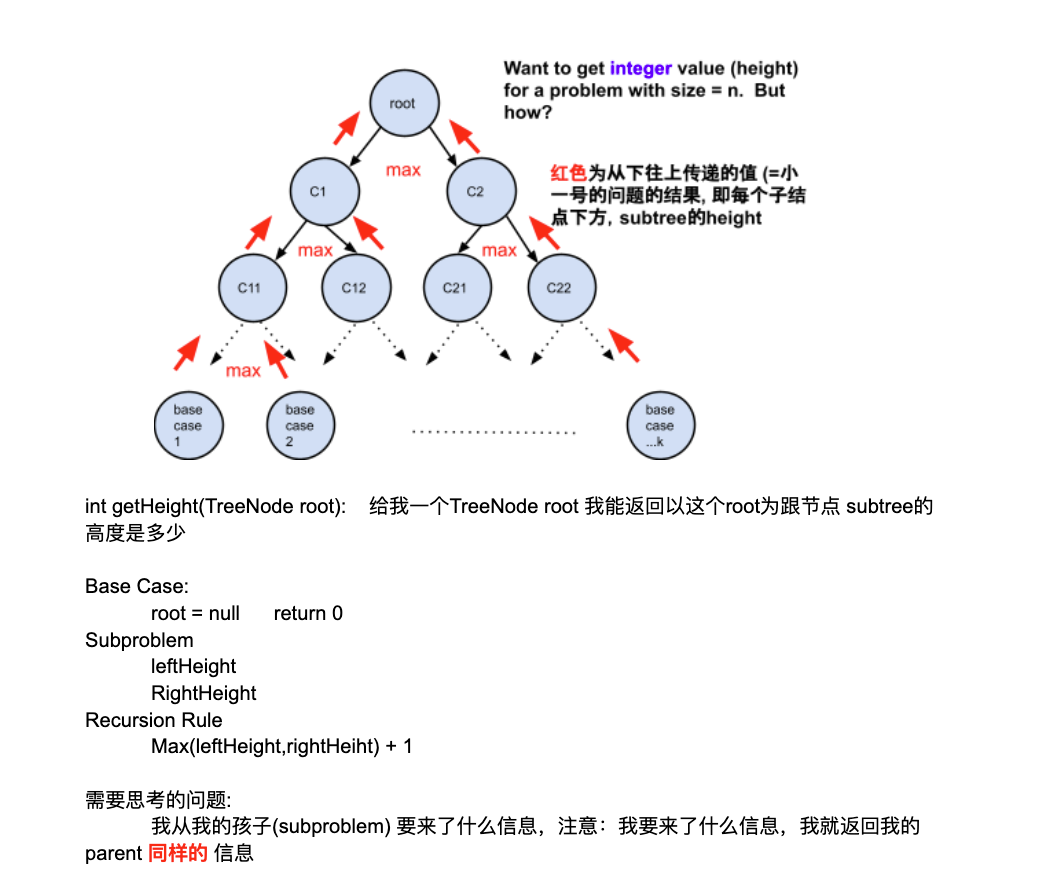 Want to get integer value (height)
for a problem with size = n. But
how?
root
红色为从下往上传递的值 (=小
一号的问题的结果, 即每个子结
点下方, subtree的height
max
C1
C2
max
max
C11
C12
C21
C22
max
base
case
1
base
case
2
base
case
...k
int getHeight(TreeNode root): 给我一个TreeNode root 我能返回以这个root为跟节点 subtree的
高度是多少
Base Case:
root = null return 0
Subproblem
leftHeight
RightHeight
Recursion Rule
Max(leftHeight,rightHeiht) + 1
需要思考的问题:
我从我的孩子(subproblem) 要来了什么信息，注意：我要来了什么信息，我就返回我的
parent 同样的 信息